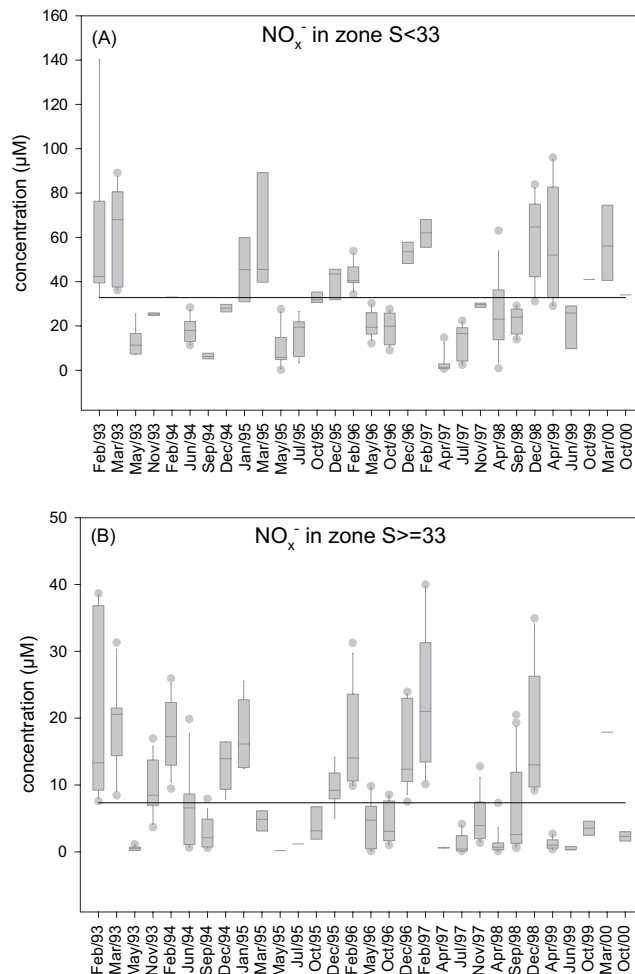 (A)
NOx- in zone S<33
concentration (µM)
160
140
120
100
80
60
40
20
0
Feb/93
Mar/93
May/93
Nov/93
Feb/94
Jun/94
Sep/94
Dec/94
Jan/95
Mar/95
May/95
Jul/95
Oct/95
Dec/95
Feb/96
May/96
Oct/96
Dec/96
Feb/97
Apr/97
Jul/97
Nov/97
Apr/98
Sep/98
Dec/98
Apr/99
Jun/99
Oct/99
Mar/00
Oct/00
(B)
NOx- in zone S>=33
concentration (µM)
50
40
30
20
10
0
Feb/93
Mar/93
May/93
Nov/93
Feb/94
Jun/94
Sep/94
Dec/94
Jan/95
Mar/95
May/95
Jul/95
Oct/95
Dec/95
Feb/96
May/96
Oct/96
Dec/96
Feb/97
Apr/97
Jul/97
Nov/97
Apr/98
Sep/98
Dec/98
Apr/99
Jun/99
Oct/99
Mar/00
Oct/00